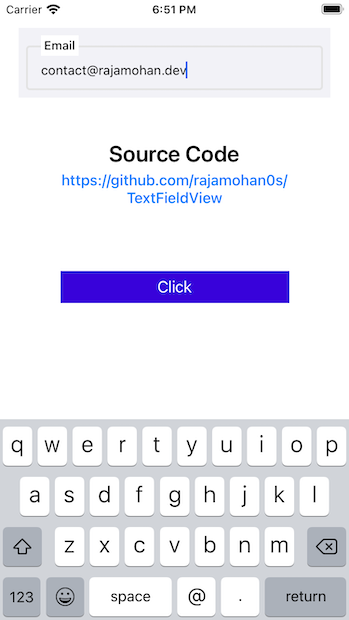 Carrier 6:51 PM
Email
contact@rajamohan.dev
Source Code
https://github.com/rajamohan0s/
TextFieldView
Click
q w e r t y u i o p
a s d f g h j k l
z x c v b n m
123 space @ . return